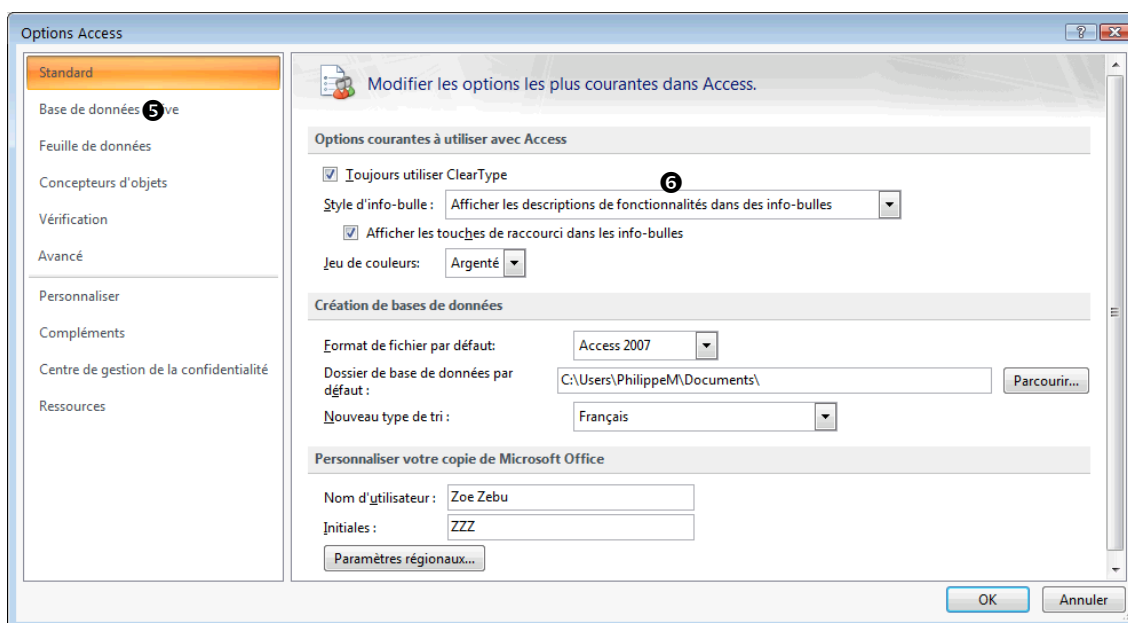 Options Access
Standard
Base de données ❺ve
Feuille de données
Concepteurs d'objets
Vérification
Avancé
Personnaliser
Compléments
Centre de gestion de la confidentialité
Ressources
Modifier les options les plus courantes dans Access.
Options courantes à utiliser avec Access
Toujours utiliser ClearType
❻
Style d'info-bulle : Afficher les descriptions de fonctionnalités dans des info-bulles
Afficher les touches de raccourci dans les info-bulles
Jeu de couleurs: Argenté
Création de bases de données
Format de fichier par défaut: Access 2007
Dossier de base de données par
défaut : C:\Users\PhilippeM\Documents\ Parcourir...
Nouveau type de tri : Français
Personnaliser votre copie de Microsoft Office
Nom d'utilisateur : Zoe Zebu
Initiales : ZZZ
Paramètres régionaux...
OK Annuler